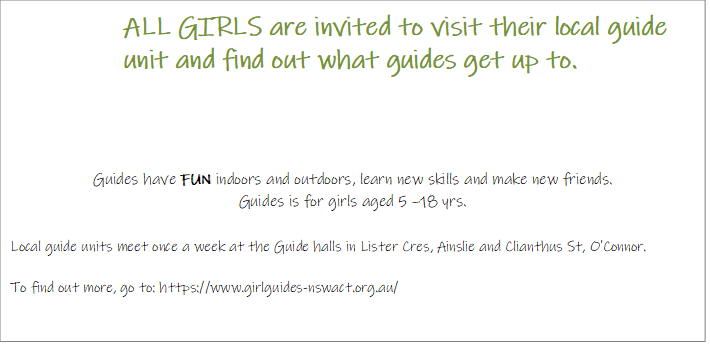 ALL GIRLS are invited to visit their local guide
unit and find out what guides get up to.
Guides have FUN indoors and outdoors, learn new skills and make new friends.
Guides is for girls aged 5 –18 yrs.
Local guide units meet once a week at the Guide halls in Lister Cres, Ainslie and Clianthus St, O'Connor.
To find out more, go to: https://www.girlguides-nswact.org.au/